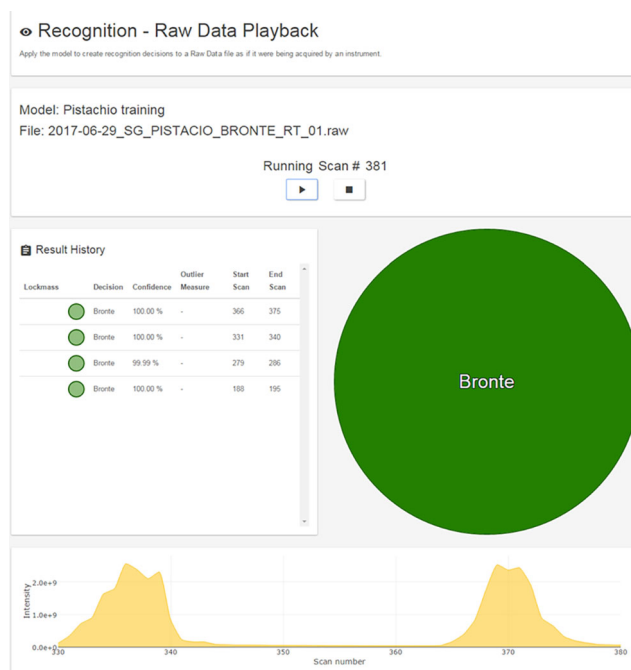 Recognition - Raw Data Playback
Apply the model to create recognition decisions to a Raw Data file as if it were being acquired by an instrument.
Model: Pistachio training
File: 2017-06-29_SG_PISTACIO_BRONTE_RT_01.raw
Running Scan # 381
Result History
Lockmass Decision Confidence Outlier Measure Start Scan End Scan
Bronte 100.00 % - 366 375
Bronte 100.00 % - 331 340
Bronte 99.99 % - 279 286
Bronte 100.00 % - 188 195
Bronte
Intensity
2.0e+9
1.0e+9
0.0e+0
330 340 350 360 370 380
Scan number